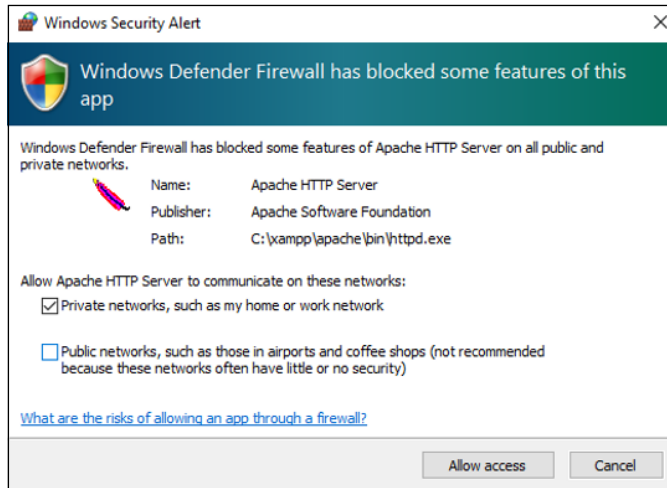 Windows Security Alert
Windows Defender Firewall has blocked some features of this
app
Windows Defender Firewall has blocked some features of Apache HTTP Server on all public and
private networks.
Name: Apache HTTP Server
Publisher: Apache Software Foundation
Path: C:\xampp\apache\bin\httpd.exe
Allow Apache HTTP Server to communicate on these networks:
Private networks, such as my home or work network
Public networks, such as those in airports and coffee shops (not recommended
because these networks often have little or no security)
What are the risks of allowing an app through a firewall?
Allow access Cancel